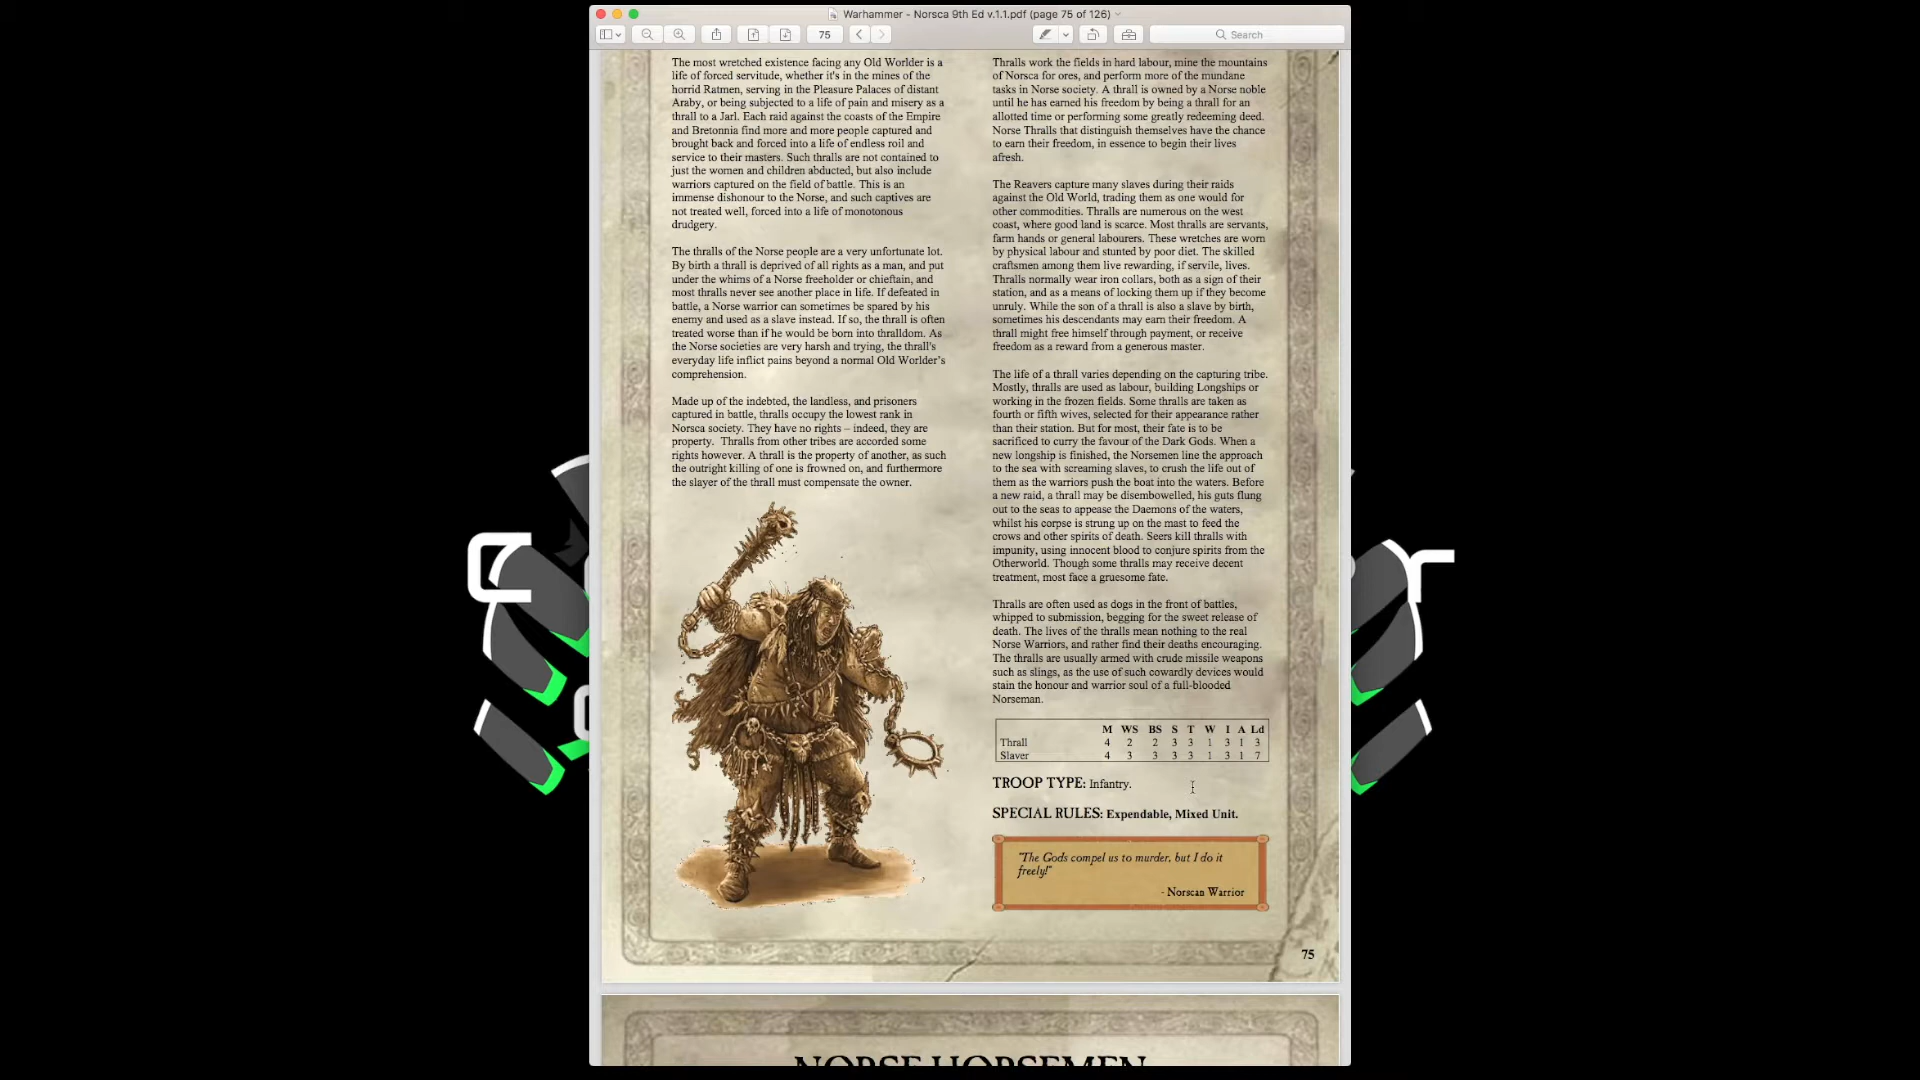 Warhammer - Norsca 9th Ed v.1.1.pdf (page 75 of 126)
75
Search
The most wretched existence facing any Old Worlder is a
life of forced servitude, whether it's in the mines of the
horrid Ratmen, serving in the Pleasure Palaces of distant
Araby, or being subjected to a life of pain and misery as a
thrall to a Jarl. Each raid against the coasts of the Empire
and Bretonnia find more and more people captured and
brought back and forced into a life of endless roil and
service to their masters. Such thralls are not contained to
just the women and children abducted, but also include
warriors captured on the field of battle. This is an
immense dishonour to the Norse, and such captives are
not treated well, forced into a life of monotonous
drudgery.
The thralls of the Norse people are a very unfortunate lot.
By birth a thrall is deprived of all rights as a man, and put
under the whims of a Norse freeholder or chieftain, and
most thralls never see another place in life. If defeated in
battle, a Norse warrior can sometimes be spared by his
enemy and used as a slave instead. If so, the thrall is often
treated worse than if he would be born into thralldom. As
the Norse societies are very harsh and trying, the thrall's
everyday life inflict pains beyond a normal Old Worlder's
comprehension.
Made up of the indebted, the landless, and prisoners
captured in battle, thralls occupy the lowest rank in
Norsca society. They have no rights – indeed, they are
property. Thralls from other tribes are accorded some
rights however. A thrall is the property of another, as such
the outright killing of one is frowned on, and furthermore
the slayer of the thrall must compensate the owner.
Thralls work the fields in hard labour, mine the mountains
of Norsca for ores, and perform more of the mundane
tasks in Norse society. A thrall is owned by a Norse noble
until he has earned his freedom by being a thrall for an
allotted time or performing some greatly redeeming deed.
Norse Thralls that distinguish themselves have the chance
to earn their freedom, in essence to begin their lives
afresh.
The Reavers capture many slaves during their raids
against the Old World, trading them as one would for
other commodities. Thralls are numerous on the west
coast, where good land is scarce. Most thralls are servants,
farm hands or general labourers. These wretches are worn
by physical labour and stunted by poor diet. The skilled
craftsmen among them live rewarding, if servile, lives.
Thralls normally wear iron collars, both as a sign of their
station, and as a means of locking them up if they become
unruly. While the son of a thrall is also a slave by birth,
sometimes his descendants may earn their freedom. A
thrall might free himself through payment, or receive
freedom as a reward from a generous master.
The life of a thrall varies depending on the capturing tribe.
Mostly, thralls are used as labour, building Longships or
working in the frozen fields. Some thralls are taken as
fourth or fifth wives, selected for their appearance rather
than their station. But for most, their fate is to be
sacrificed to curry the favour of the Dark Gods. When a
new longship is finished, the Norsemen line the approach
to the sea with screaming slaves, to crush the life out of
them as the warriors push the boat into the waters. Before
a new raid, a thrall may be disembowelled, his guts flung
out to the seas to appease the Daemons of the waters,
whilst his corpse is strung up on the mast to feed the
crows and other spirits of death. Seers kill thralls with
impunity, using innocent blood to conjure spirits from the
Otherworld. Though some thralls may receive decent
treatment, most face a gruesome fate.
Thralls are often used as dogs in the front of battles,
whipped to submission, begging for the sweet release of
death. The lives of the thralls mean nothing to the real
Norse Warriors, and rather find their deaths encouraging.
The thralls are usually armed with crude missile weapons
such as slings, as the use of such cowardly devices would
stain the honour and warrior soul of a full-blooded
Norseman.
M WS BS S T W I A Ld
Thrall 4 2 2 3 3 1 3 1 3
Slaver 4 3 3 3 3 1 3 1 7
TROOP TYPE: Infantry.
SPECIAL RULES: Expendable, Mixed Unit.
"The Gods compel us to murder, but I do it
freely!"
- Norscan Warrior
75
NORSE HORSEMEN